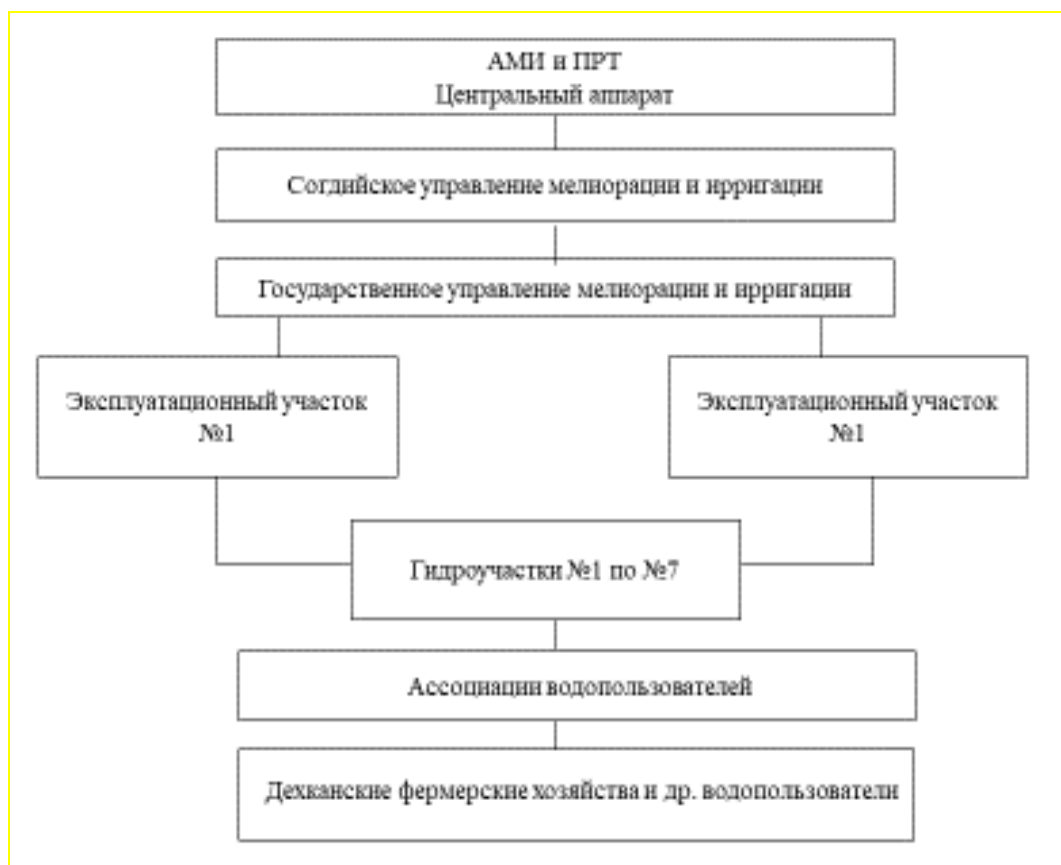 АМИ и ПРТ
Центральный аппарат
Согдийское управление мелиорации и ирригации
Государственное управление мелиорации и ирригации
Эксплуатационный участок
№1
Эксплуатационный участок
№1
Гидроучастки №1 по №7
Ассоциации водопользователей
Дехканские фермерские хозяйства и др. водопользователи